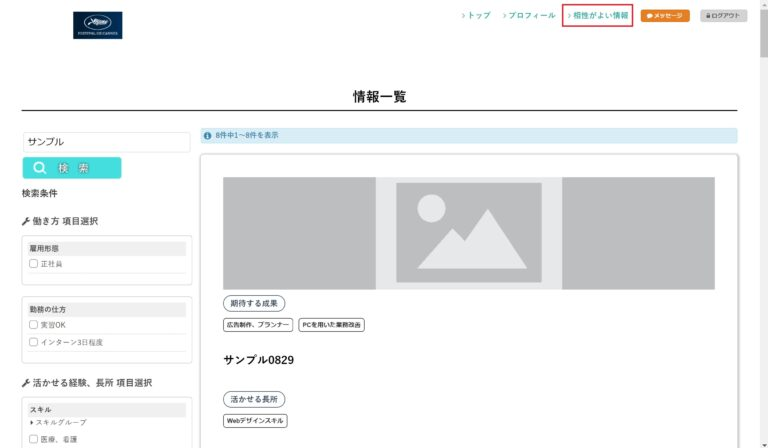 FESTIVAL DE CANNES
トップ
プロフィール
相性がよい情報
メッセージ
ログアウト
情報一覧
サンプル
検 索
検索条件
働き方 項目選択
雇用形態
正社員
勤務の仕方
実習OK
インターン3日程度
活かせる経験、長所 項目選択
スキル
スキルグループ
医療、看護
8件中1〜8件を表示
期待する成果
広告制作、プランナー
PCを用いた業務改善
サンプル0829
活かせる長所
Webデザインスキル